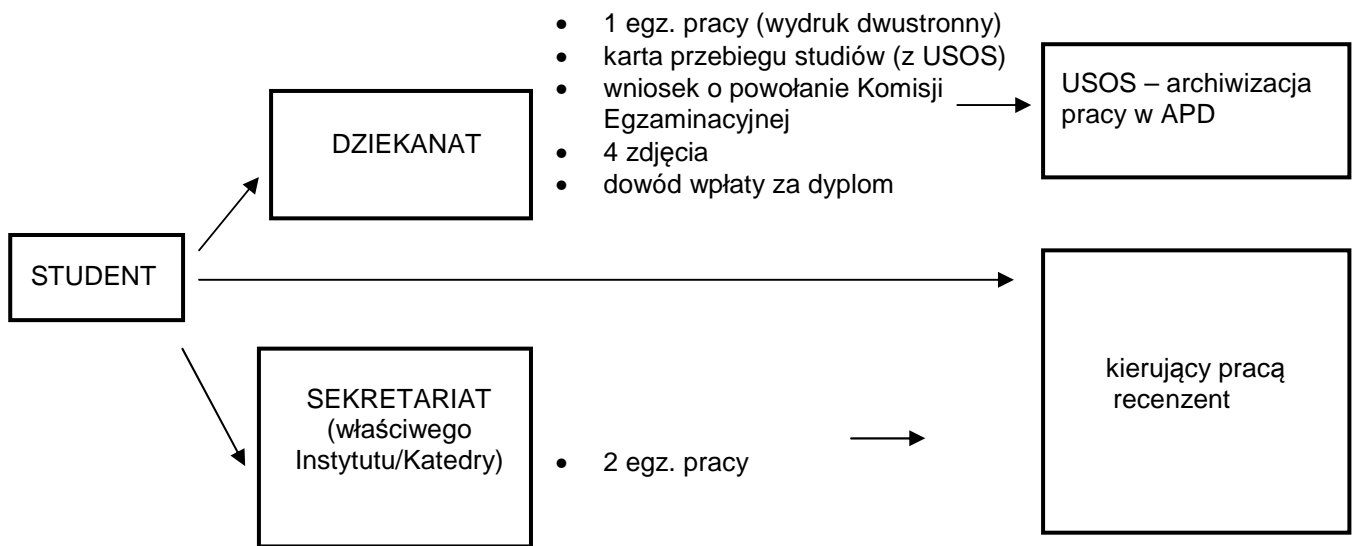 • 1 egz. pracy (wydruk dwustronny)
• karta przebiegu studiów (z USOS)
• wniosek o powołanie Komisji
Egzaminacyjnej
• 4 zdjęcia
• dowód wpłaty za dyplom
USOS – archiwizacja
pracy w APD
DZIEKANAT
STUDENT
SEKRETARIAT
(właściwego
Instytutu/Katedry)
• 2 egz. pracy
kierujący pracą
recenzent